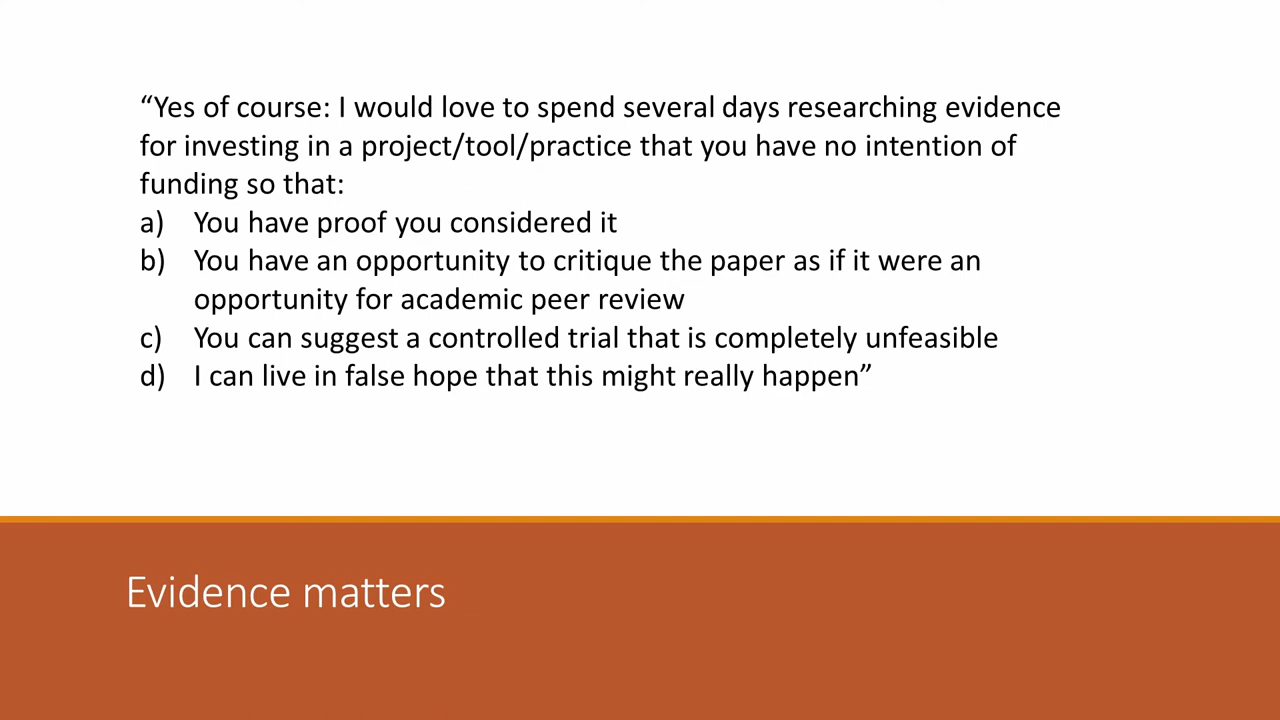 “Yes of course: I would love to spend several days researching evidence
for investing in a project/tool/practice that you have no intention of
funding so that:
a) You have proof you considered it
b) You have an opportunity to critique the paper as if it were an
opportunity for academic peer review
c) You can suggest a controlled trial that is completely unfeasible
d) I can live in false hope that this might really happen”
Evidence matters